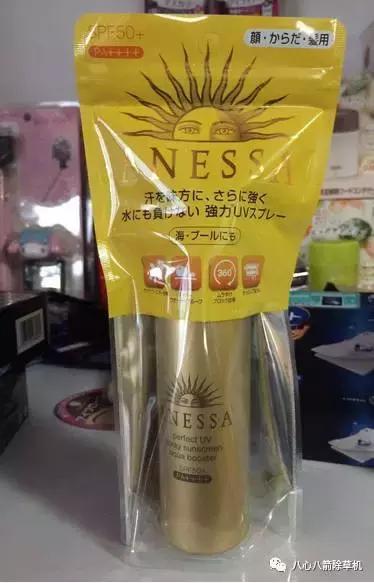 SPF50+
PA++++
顔・からだ・髪用
ANESSA
汗を味方に、さらに強く
水にも負けない 強力UVスプレー
海・プールにも
360°
ANESSA
perfect UV
spray sunscreen
aqua booster
SPF50+
PA++++
八心八箭除草机